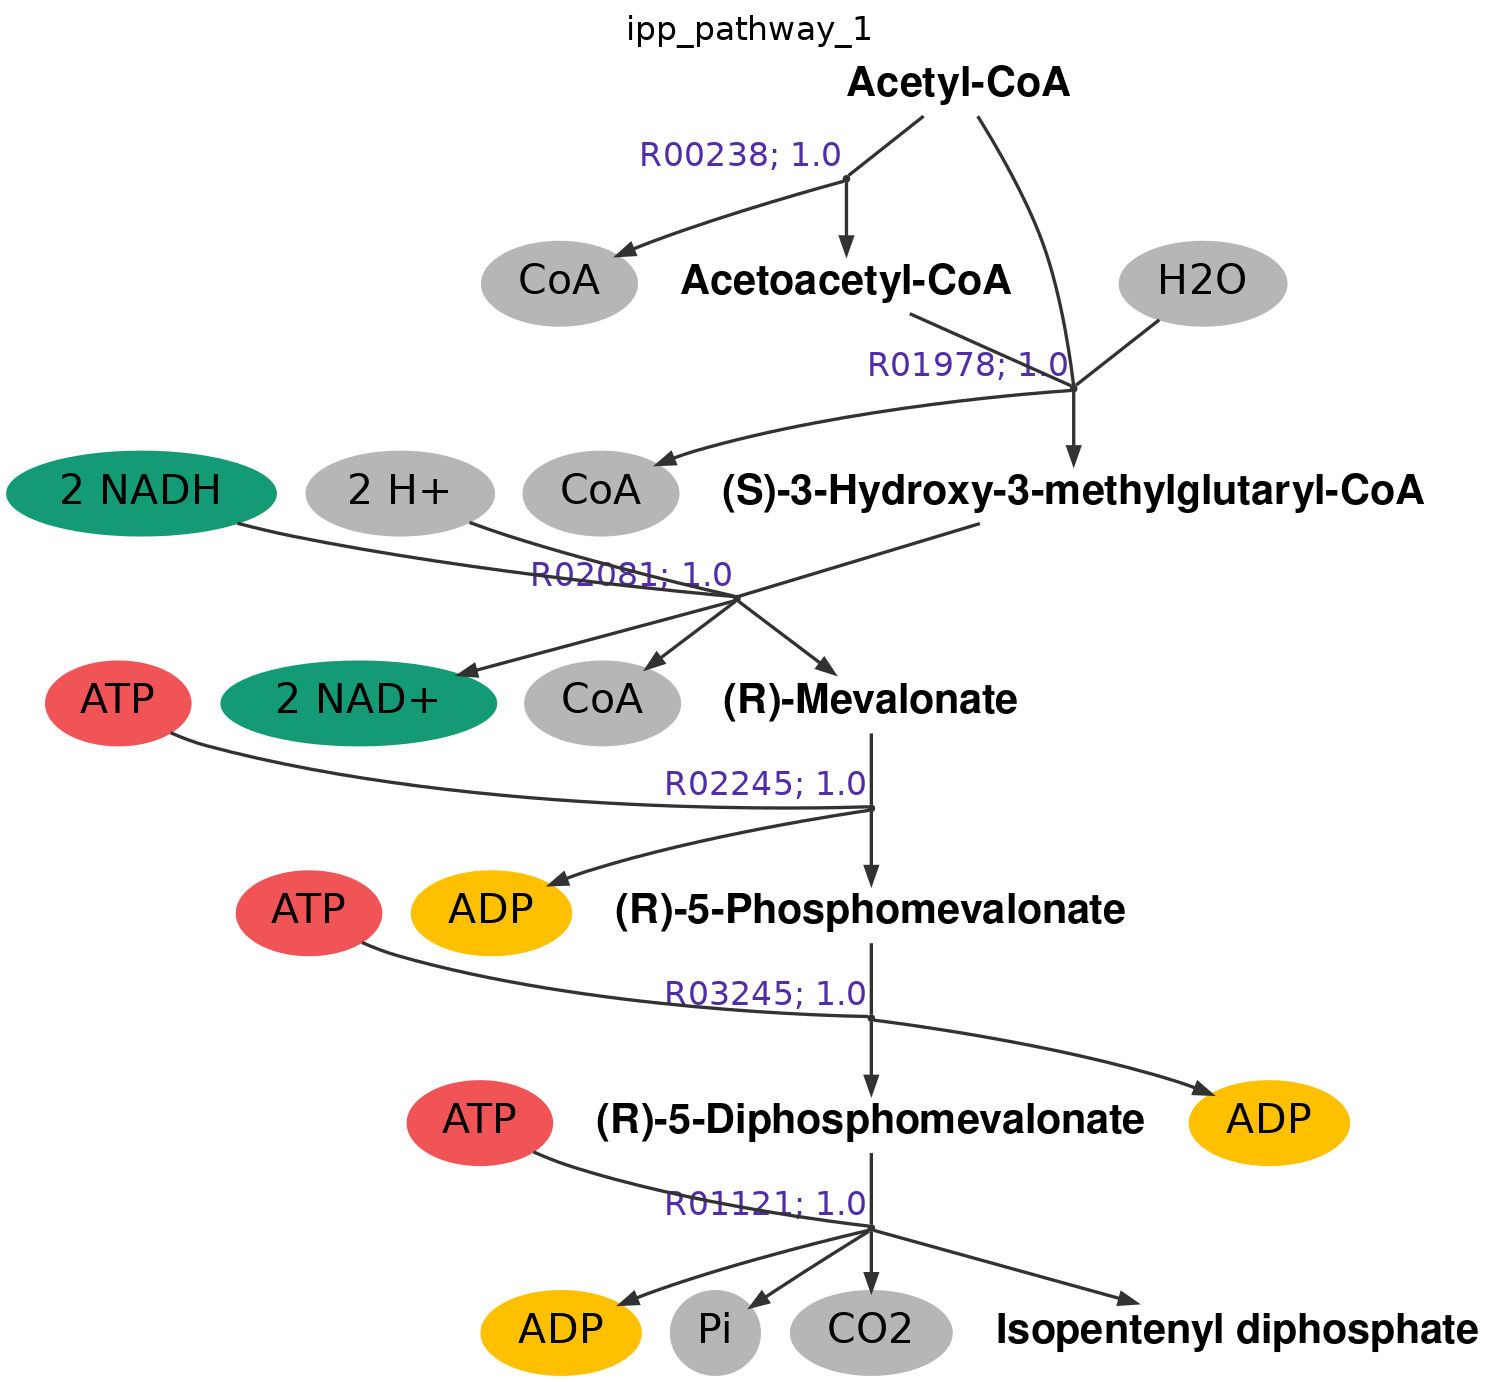 ipp_pathway_1
Acetyl-CoA
R00238; 1.0
CoA
Acetoacetyl-CoA
H2O
R01978; 1.0
2 NADH
2 H+
CoA
(S)-3-Hydroxy-3-methylglutaryl-CoA
R02081; 1.0
ATP
2 NAD+
CoA
(R)-Mevalonate
R02245; 1.0
ATP
ADP
(R)-5-Phosphomevalonate
R03245; 1.0
ATP
(R)-5-Diphosphomevalonate
ADP
R01121; 1.0
ADP
Pi
CO2
Isopentenyl diphosphate